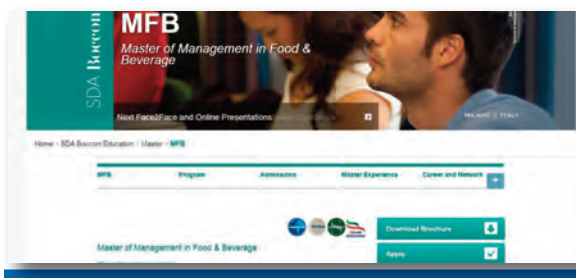 SDA Bocconi
MFB
Master of Management in Food &
Beverage
Next Face2Face and Online Presentations
MILANO | ITALY
Home > SDA Bocconi Education > Master > MFB
MFB Program Admissions Master Experience Career and Network +
Download Brochure
Master of Management in Food & Beverage
Apply